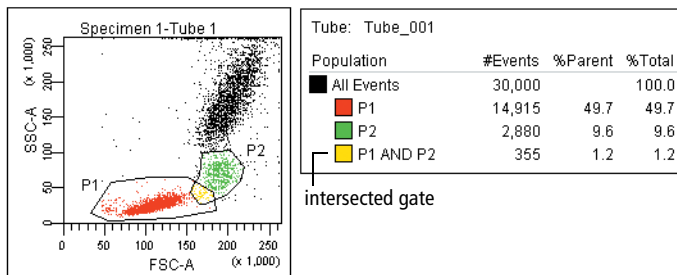 Specimen 1-Tube 1
SSC-A
(x 1,000)
250
200
150
100
50
0
P1
P2
0 50 100 150 200 250
FSC-A (x 1,000)
Tube: Tube_001
Population #Events %Parent %Total
All Events 30,000 100.0
P1 14,915 49.7 49.7
P2 2,880 9.6 9.6
P1 AND P2 355 1.2 1.2
intersected gate